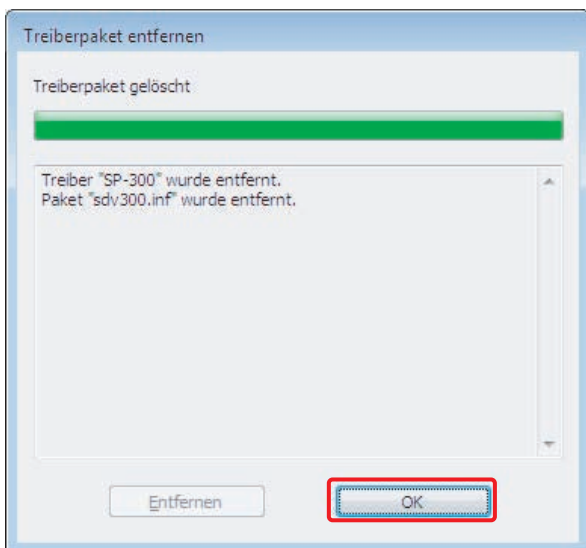 Treiberpaket entfernen
Treiberpaket gelöscht
Treiber "SP-300" wurde entfernt.
Paket "sdv300.inf" wurde entfernt.
Entfernen
OK